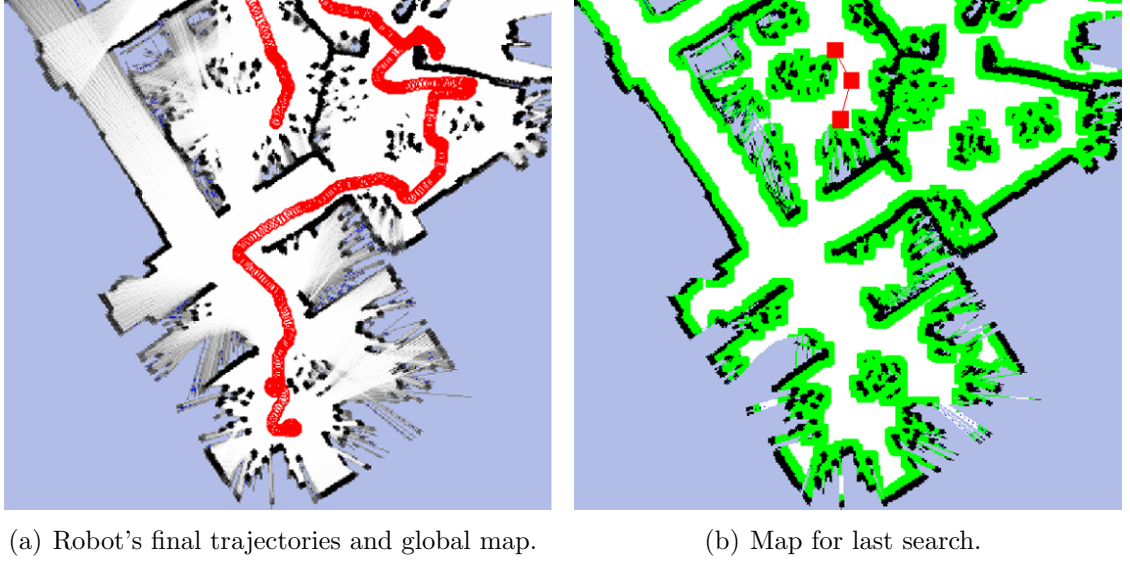 (a) Robot's final trajectories and global map.
(b) Map for last search.